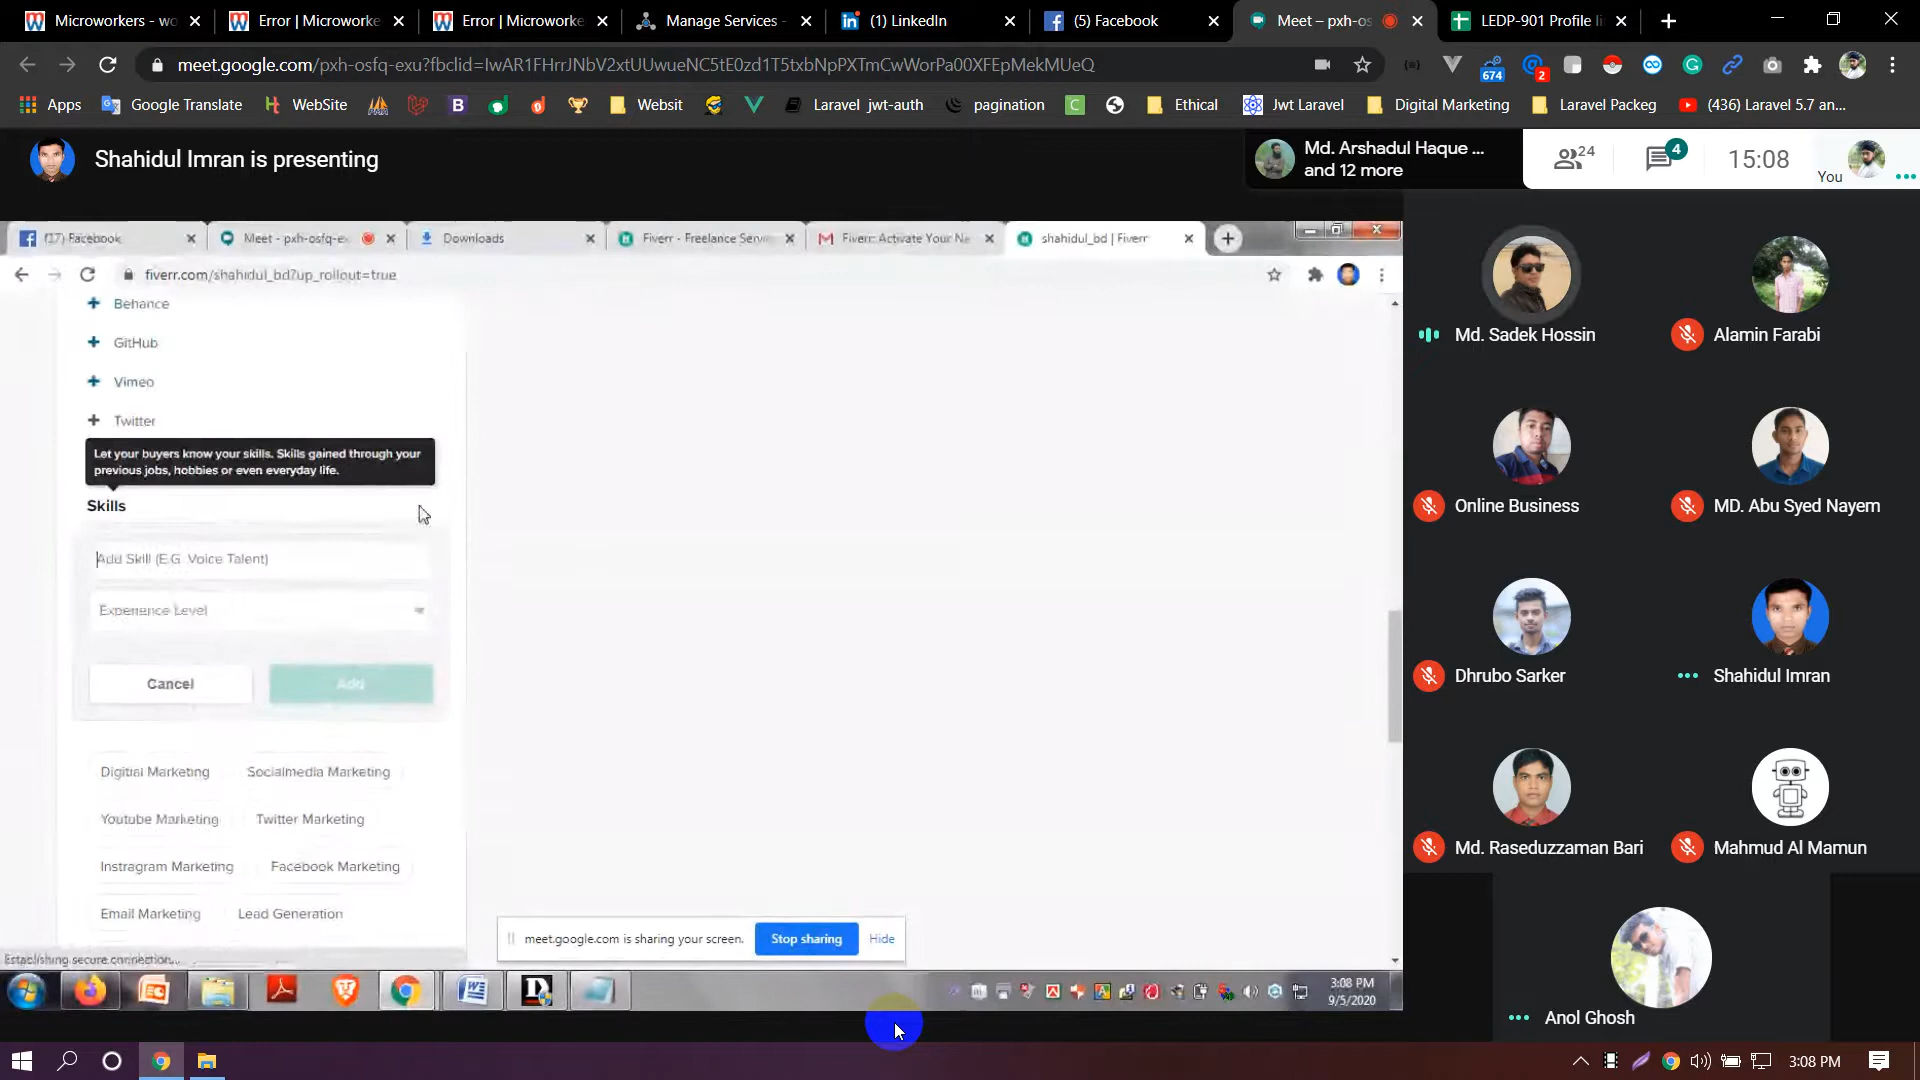 Microworkers - wo
Error | Microworke
Error | Microworke
Manage Services -
(1) LinkedIn
(5) Facebook
Meet – pxh-os
LEDP-901 Profile li
meet.google.com/pxh-osfq-exu?fbclid=IwAR1FHrrJNbV2xtUUwueNC5tE0zd1T5txbNpPXTmCwWorPa00XFEpMekMUeQ
674
2
Apps
Google Translate
WebSite
Websit
Laravel jwt-auth
pagination
Ethical
Jwt Laravel
Digital Marketing
Laravel Packeg
(436) Laravel 5.7 an...
Shahidul Imran is presenting
Md. Arshadul Haque ...
and 12 more
24
4
15:08
You
(17) Facebook
Meet - pxh-osfq-ex
Downloads
Fiverr - Freelance Servic
Fiverr: Activate Your Ne
shahidul_bd | Fiverr
fiverr.com/shahidul_bd?up_rollout=true
Behance
GitHub
Vimeo
Twitter
Let your buyers know your skills. Skills gained through your
previous jobs, hobbies or even everyday life.
Skills
Add Skill (E.G. Voice Talent)
Experience Level
Cancel
Add
Digitial Marketing
Socialmedia Marketing
Youtube Marketing
Twitter Marketing
Instragram Marketing
Facebook Marketing
Email Marketing
Lead Generation
meet.google.com is sharing your screen.
Stop sharing
Hide
Establishing secure connection...
3:08 PM
9/5/2020
Md. Sadek Hossin
Alamin Farabi
Online Business
MD. Abu Syed Nayem
Dhrubo Sarker
Shahidul Imran
Md. Raseduzzaman Bari
Mahmud Al Mamun
Anol Ghosh
3:08 PM